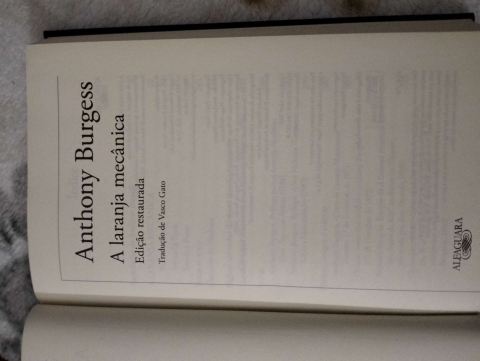 Anthony Burgess
A laranja mecânica
Edição restaurada
Tradução de Vasco Gato
ALFAGUARA